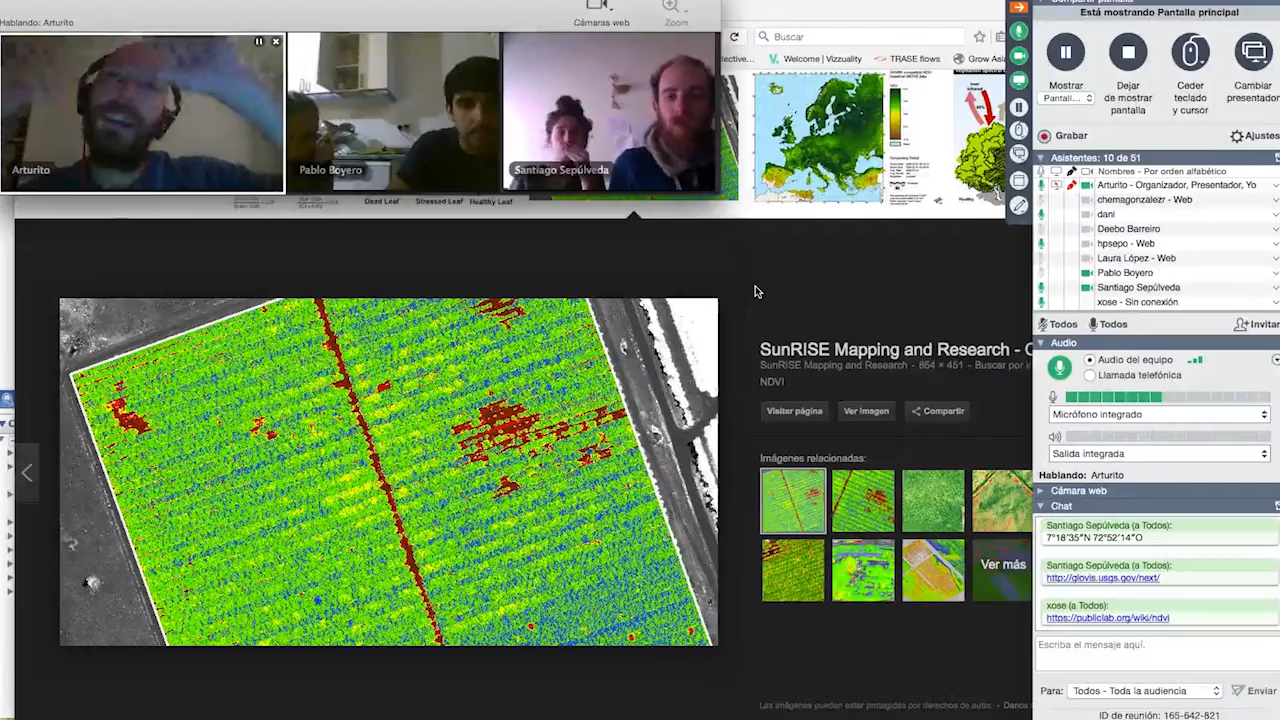 Hablando: Arturito
Cámaras web
Zoom
Arturito
Santiago Sepúlveda
Dead Leaf
Stressed Leaf
Healthy Leaf
Buscar
Welcome | Vizzuality
TRASE flows
Grow Asi
SunRISE Mapping and Research - C
SunRISE Mapping and Research - 854 × 451 - Buscar por i
NDVI
Visitar página
Ver imagen
Compartir
Imágenes relacionadas:
Ver más
Las imágenes pueden estar protegidas por derechos de autor.
Está mostrando Pantalla principal
Mostrar
Pantall...
Dejar
de mostrar
pantalla
Ceder
teclado
y cursor
Cambiar
presentador
Grabar
Ajustes
Asistentes: 10 de 51
Nombres - Por orden alfabético
Arturito - Organizador, Presentador, Yo
chemagonzalezr - Web
dani
Deebo Barreiro
hpsepo - Web
Laura López - Web
Pablo Boyero
Santiago Sepúlveda
xose - Sin conexión
Todos
Todos
Invitar
Audio
Audio del equipo
Llamada telefónica
Micrófono integrado
Salida integrada
Hablando: Arturito
Cámara web
Chat
Santiago Sepúlveda (a Todos):
7°18'35"N 72°52'14"O
Santiago Sepúlveda (a Todos):
http://glovis.usgs.gov/next/
xose (a Todos):
https://publiclab.org/wiki/ndvi
Escriba el mensaje aquí.
Para:
Todos - Toda la audiencia
Enviar
ID de reunión: 165-642-821